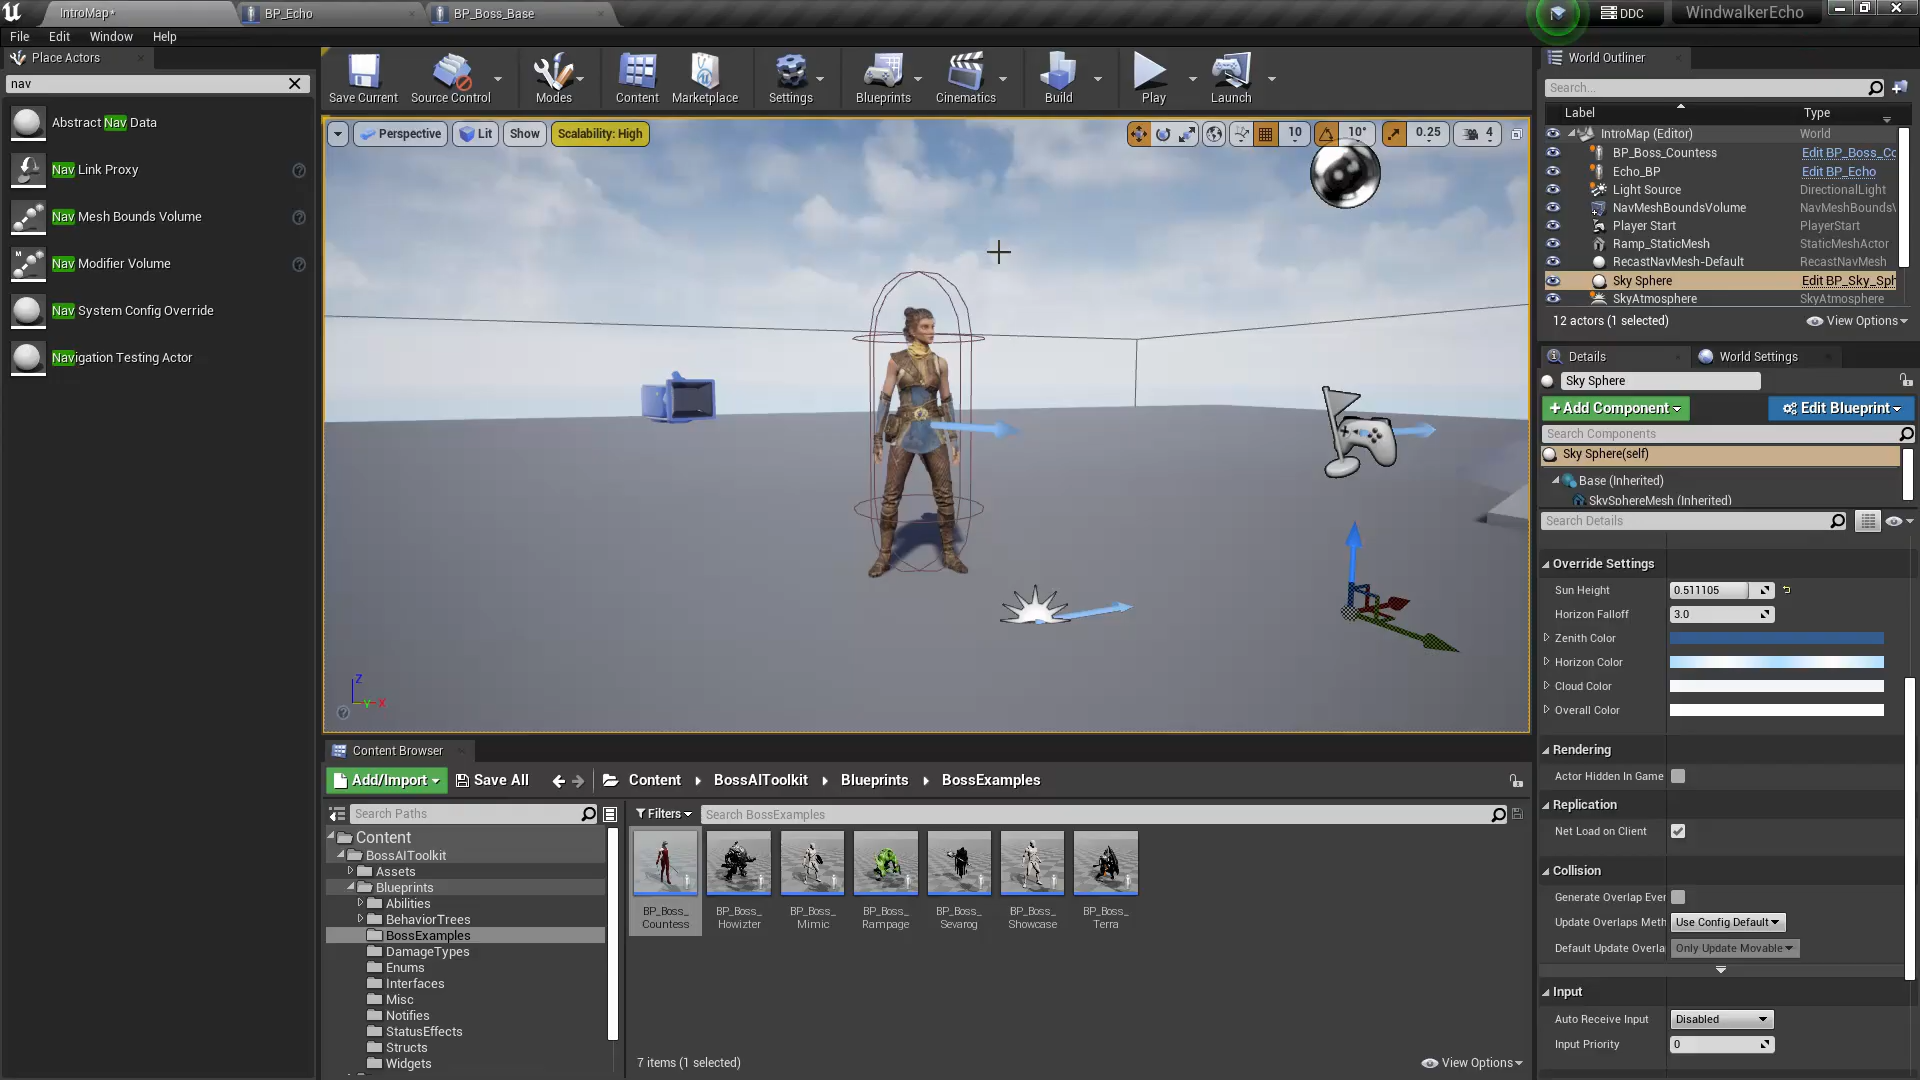 IntroMap*
BP_Echo
BP_Boss_Base
DDC
WindwalkerEcho
File Edit Window Help
Place Actors
nav
Abstract Nav Data
Nav Link Proxy
Nav Mesh Bounds Volume
Nav Modifier Volume
Nav System Config Override
Navigation Testing Actor
Save Current
Source Control
Modes
Content
Marketplace
Settings
Blueprints
Cinematics
Build
Play
Launch
Perspective
Lit
Show
Scalability: High
10
10°
0.25
4
Z
Y
X
World Outliner
Search...
Label Type
IntroMap (Editor) World
BP_Boss_Countess Edit BP_Boss_Co
Echo_BP Edit BP_Echo
Light Source DirectionalLight
NavMeshBoundsVolume NavMeshBoundsV
Player Start PlayerStart
Ramp_StaticMesh StaticMeshActor
RecastNavMesh-Default RecastNavMesh
Sky Sphere Edit BP_Sky_Sph
SkyAtmosphere SkyAtmosphere
12 actors (1 selected)
View Options
Details
World Settings
Sky Sphere
+Add Component
Edit Blueprint
Search Components
Sky Sphere(self)
Base (Inherited)
SkySphereMesh (Inherited)
Search Details
Override Settings
Sun Height 0.511105
Horizon Falloff 3.0
Zenith Color
Horizon Color
Cloud Color
Overall Color
Rendering
Actor Hidden In Game
Replication
Net Load on Client
Collision
Generate Overlap Ever
Update Overlaps Meth Use Config Default
Default Update Overla Only Update Movable
Input
Auto Receive Input Disabled
Input Priority 0
Content Browser
Add/Import
Save All
Content
BossAIToolkit
Blueprints
BossExamples
Search Paths
Content
BossAIToolkit
Assets
Blueprints
Abilities
BehaviorTrees
BossExamples
DamageTypes
Enums
Interfaces
Misc
Notifies
StatusEffects
Structs
Widgets
Filters
Search BossExamples
BP_Boss_
Countess
BP_Boss_
Howizter
BP_Boss_
Mimic
BP_Boss_
Rampage
BP_Boss_
Sevarog
BP_Boss_
Showcase
BP_Boss_
Terra
7 items (1 selected)
View Options